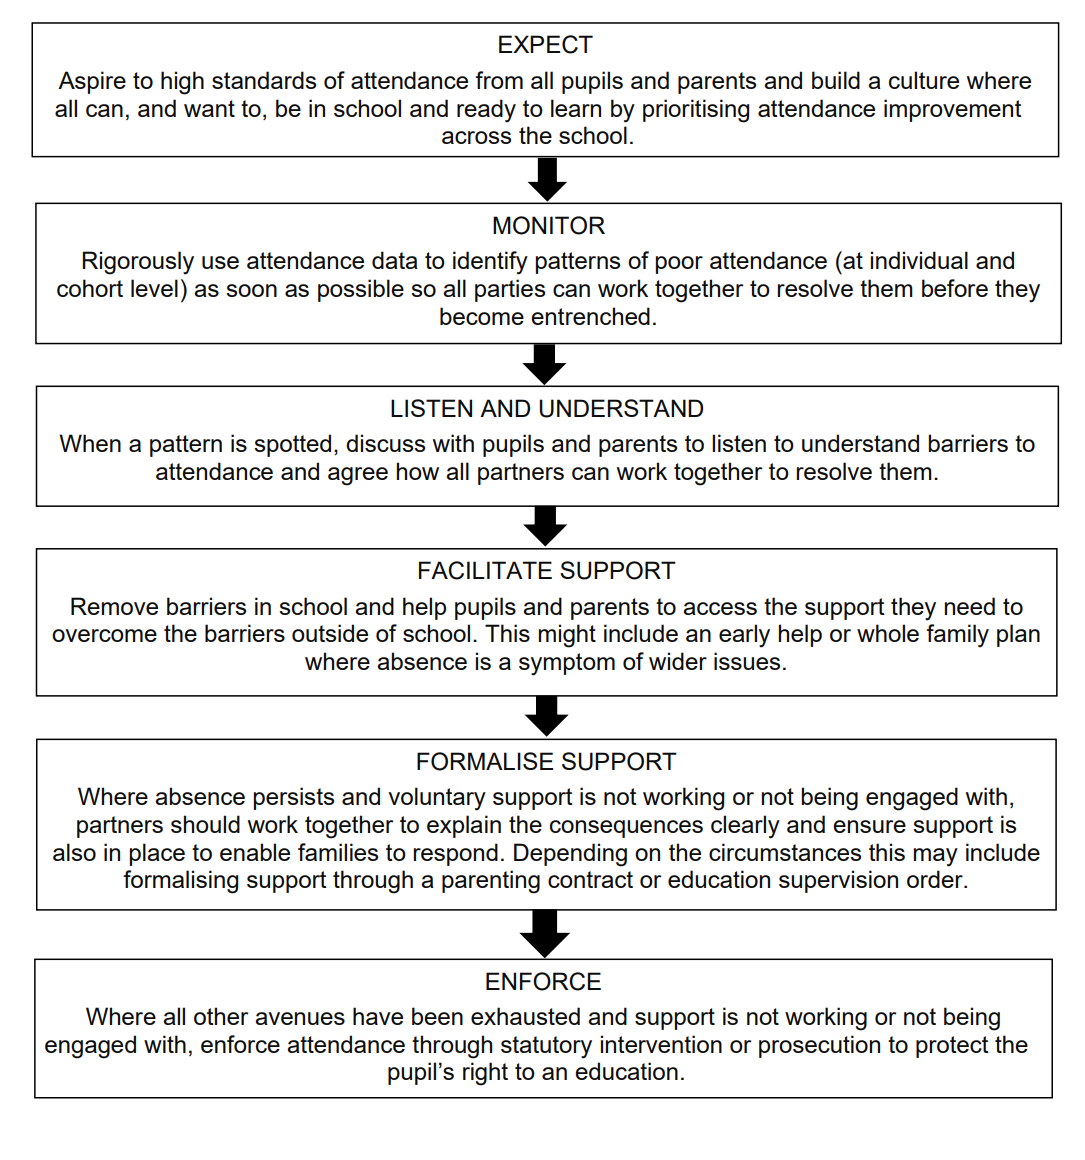 EXPECT
Aspire to high standards of attendance from all pupils and parents and build a culture where
all can, and want to, be in school and ready to learn by prioritising attendance improvement
across the school.
MONITOR
Rigorously use attendance data to identify patterns of poor attendance (at individual and
cohort level) as soon as possible so all parties can work together to resolve them before they
become entrenched.
LISTEN AND UNDERSTAND
When a pattern is spotted, discuss with pupils and parents to listen to understand barriers to
attendance and agree how all partners can work together to resolve them.
FACILITATE SUPPORT
Remove barriers in school and help pupils and parents to access the support they need to
overcome the barriers outside of school. This might include an early help or whole family plan
where absence is a symptom of wider issues.
FORMALISE SUPPORT
Where absence persists and voluntary support is not working or not being engaged with,
partners should work together to explain the consequences clearly and ensure support is
also in place to enable families to respond. Depending on the circumstances this may include
formalising support through a parenting contract or education supervision order.
ENFORCE
Where all other avenues have been exhausted and support is not working or not being
engaged with, enforce attendance through statutory intervention or prosecution to protect the
pupil’s right to an education.